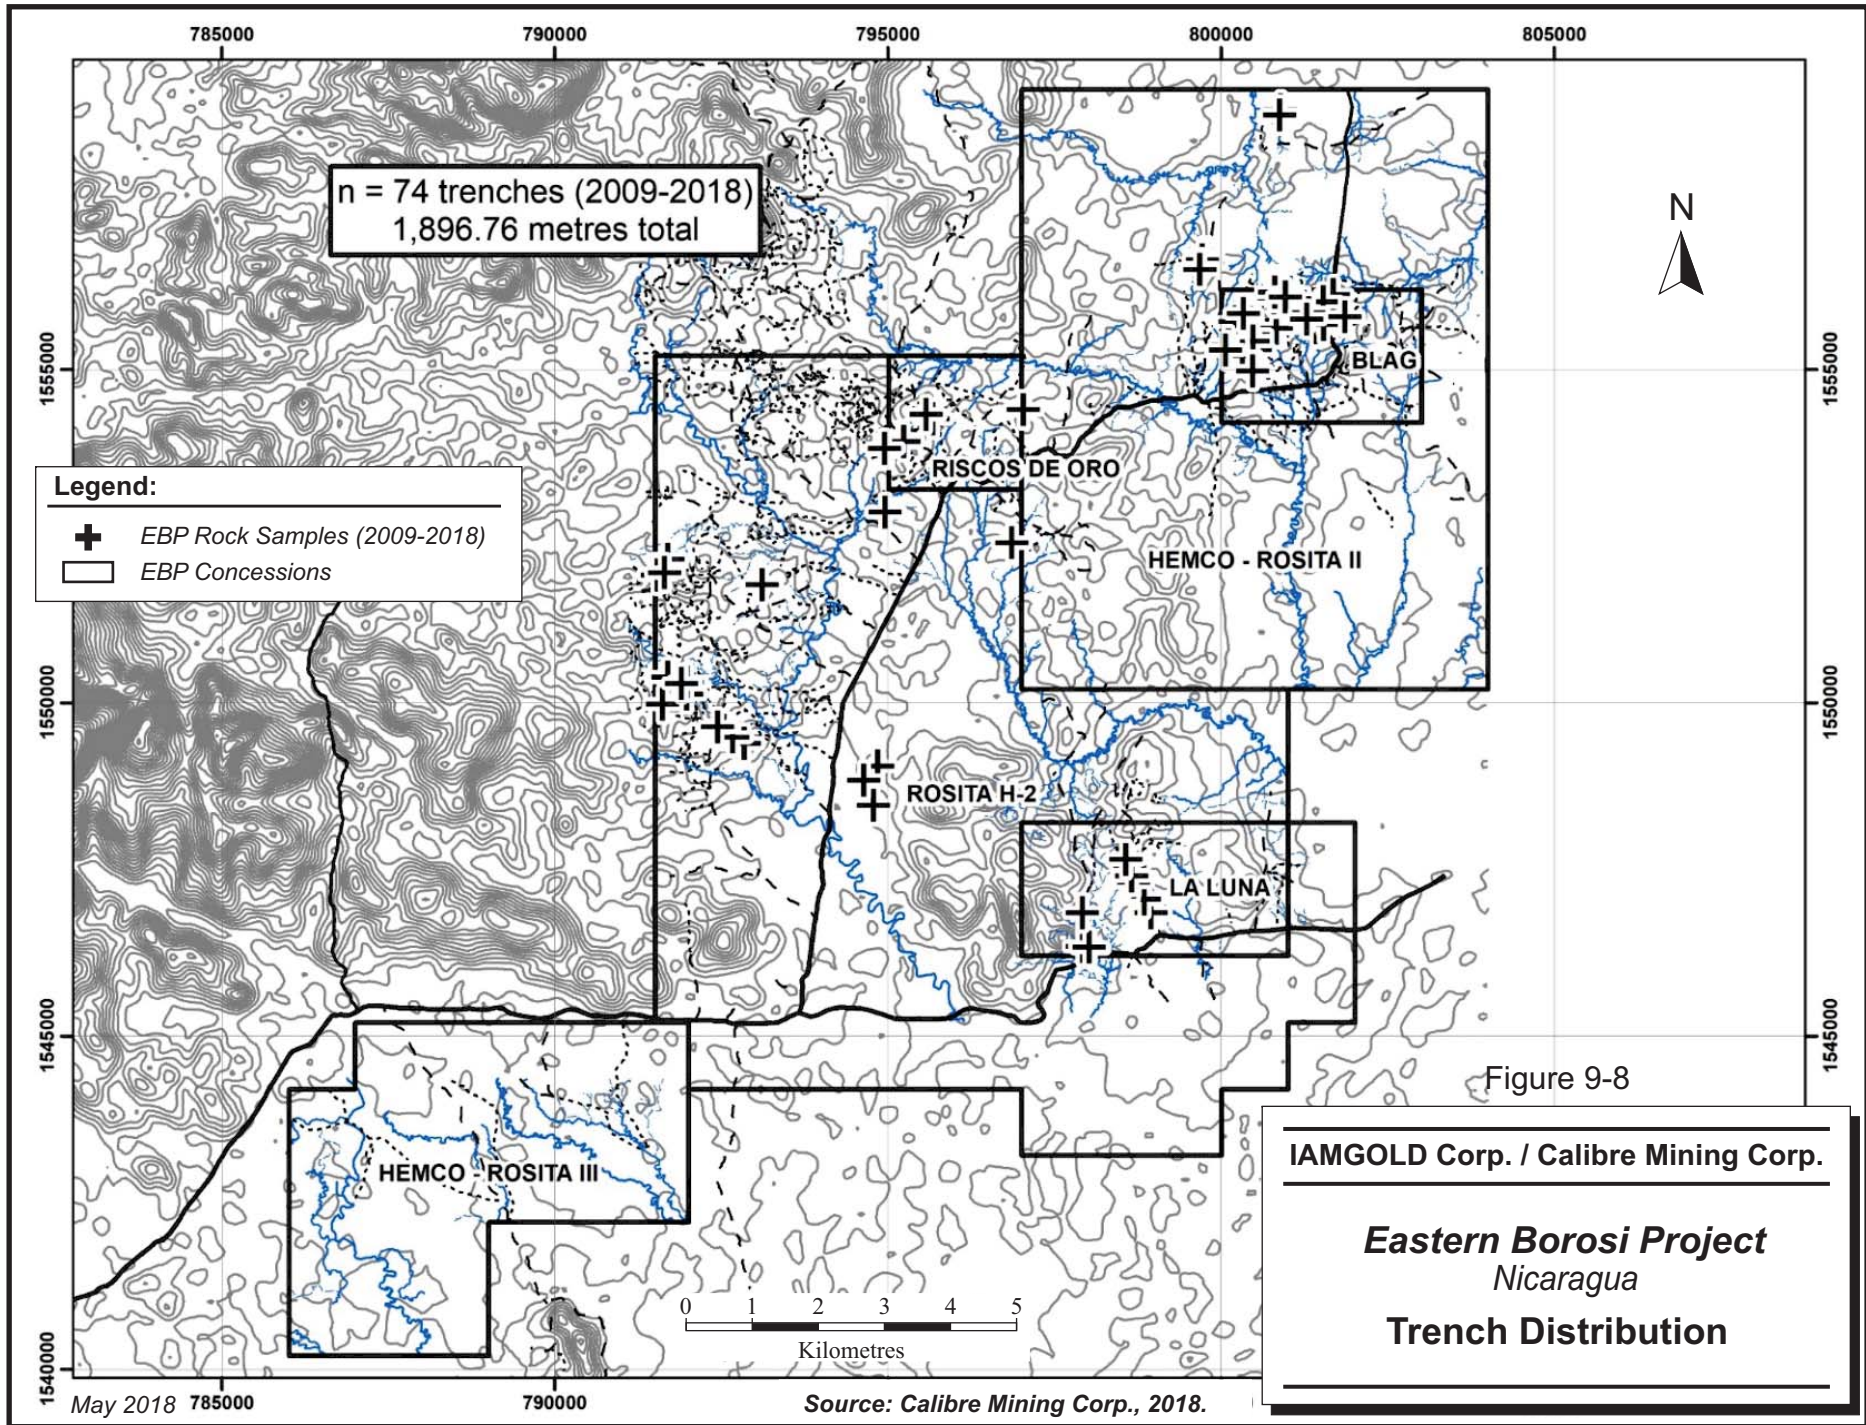 785000 790000 795000 800000 805000
n = 74 trenches (2009-2018)
1,896.76 metres total
N
1555000
1555000
BLAG
RISCOS DE ORO
Legend:
EBP Rock Samples (2009-2018)
EBP Concessions
HEMCO - ROSITA II
1550000
1550000
ROSITA H-2
LA LUNA
1545000
1545000
Figure 9-8
IAMGOLD Corp. / Calibre Mining Corp.
HEMCO - ROSITA III
Eastern Borosi Project
Nicaragua
Trench Distribution
0 1 2 3 4 5
Kilometres
1540000
May 2018
785000 790000
Source: Calibre Mining Corp., 2018.